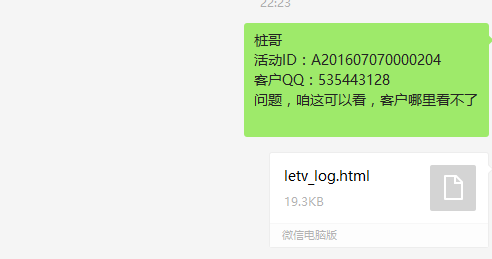 22:23
桩哥
活动ID：A201607070000204
客户QQ：535443128
问题，咱这可以看，客户哪里看不了
letv_log.html
19.3KB
微信电脑版